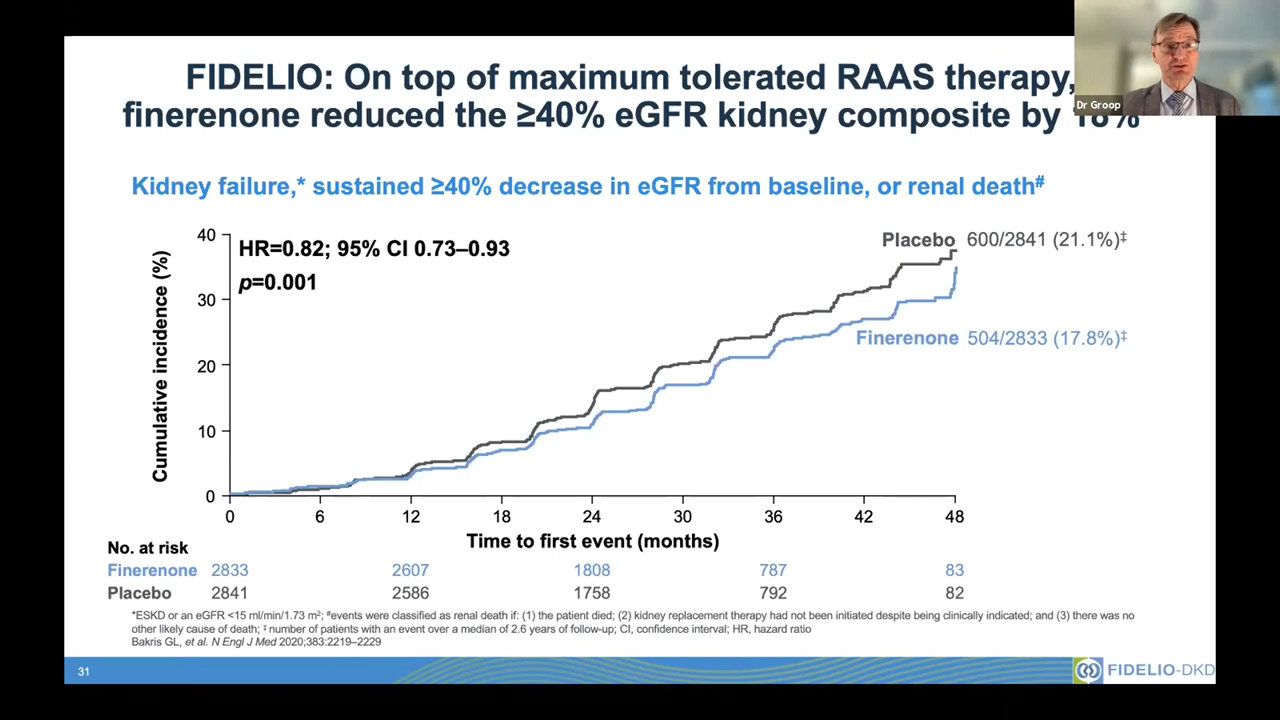 FIDELIO: On top of maximum tolerated RAAS therapy,
finerenone reduced the ≥40% eGFR kidney composite by 18%
Dr Groop
Kidney failure,* sustained ≥40% decrease in eGFR from baseline, or renal death#
HR=0.82; 95% CI 0.73–0.93
p=0.001
Placebo 600/2841 (21.1%)‡
Finerenone 504/2833 (17.8%)‡
Cumulative incidence (%)
40
30
20
10
0
0 6 12 18 24 30 36 42 48
Time to first event (months)
No. at risk
Finerenone 2833 2607 1808 787 83
Placebo 2841 2586 1758 792 82
*ESKD or an eGFR <15 ml/min/1.73 m²; #events were classified as renal death if: (1) the patient died; (2) kidney replacement therapy had not been initiated despite being clinically indicated; and (3) there was no
other likely cause of death; ‡ number of patients with an event over a median of 2.6 years of follow-up; CI, confidence interval; HR, hazard ratio
Bakris GL, et al. N Engl J Med 2020;383:2219–2229
31
FIDELIO-DKD